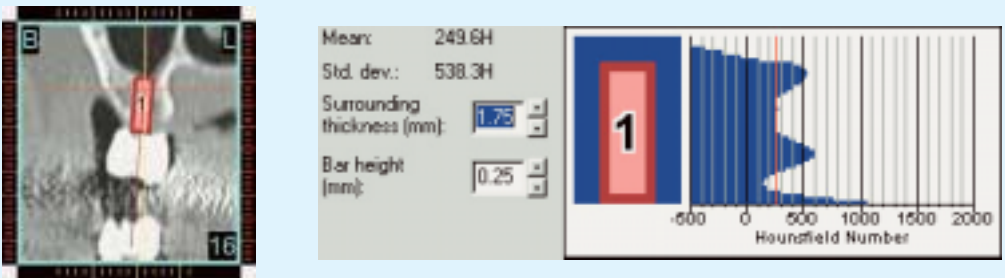 B
L
1
16
Mean: 249.6H
Std. dev.: 538.3H
Surrounding
thickness (mm): 1.75
Bar height
(mm): 0.25
1
-500 0 500 1000 1500 2000
Hounsfield Number